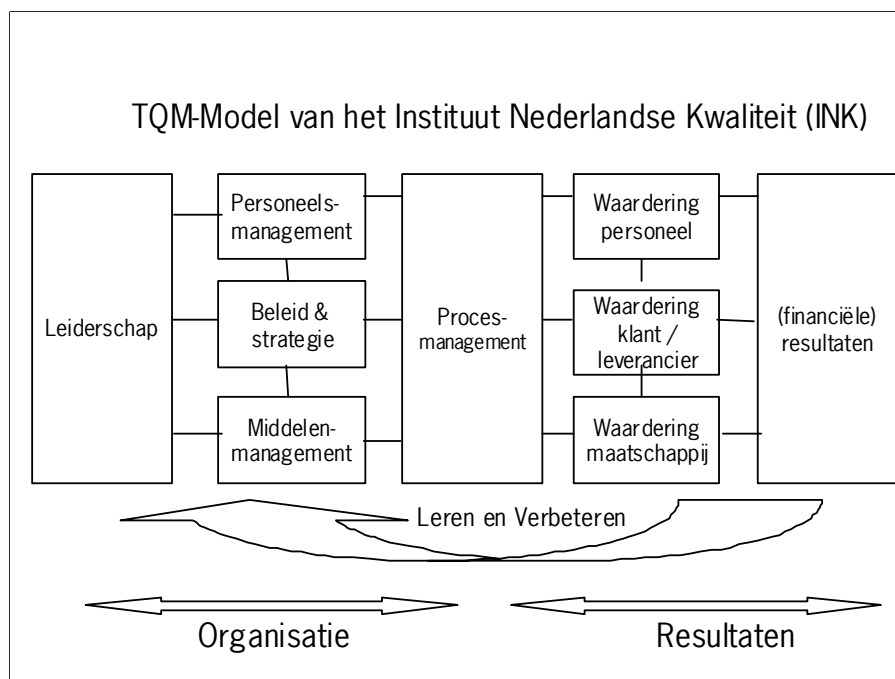 TQM-Model van het Instituut Nederlandse Kwaliteit (INK)
Leiderschap
Personeels-
management
Beleid &
strategie
Middelen-
management
Proces-
management
Waardering
personeel
Waardering
klant /
leverancier
Waardering
maatschappij
(financiële)
resultaten
Leren en Verbeteren
Organisatie
Resultaten